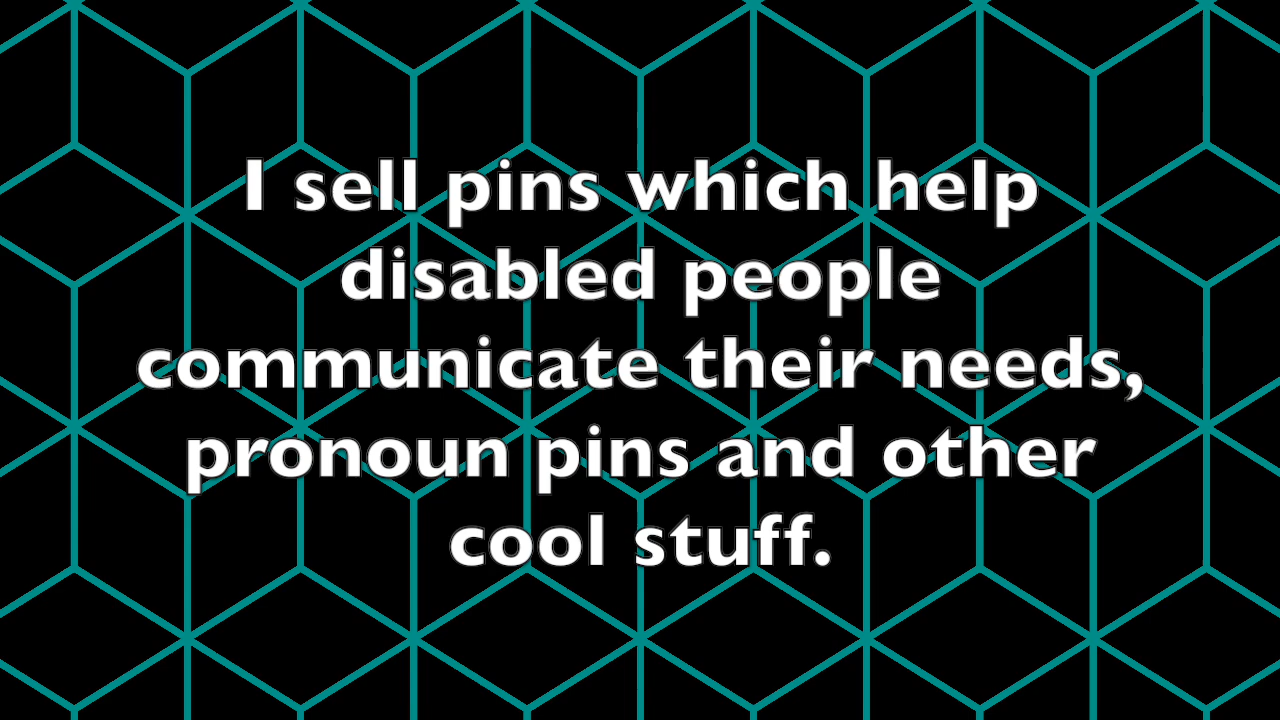 I sell pins which help
disabled people
communicate their needs,
pronoun pins and other
cool stuff.